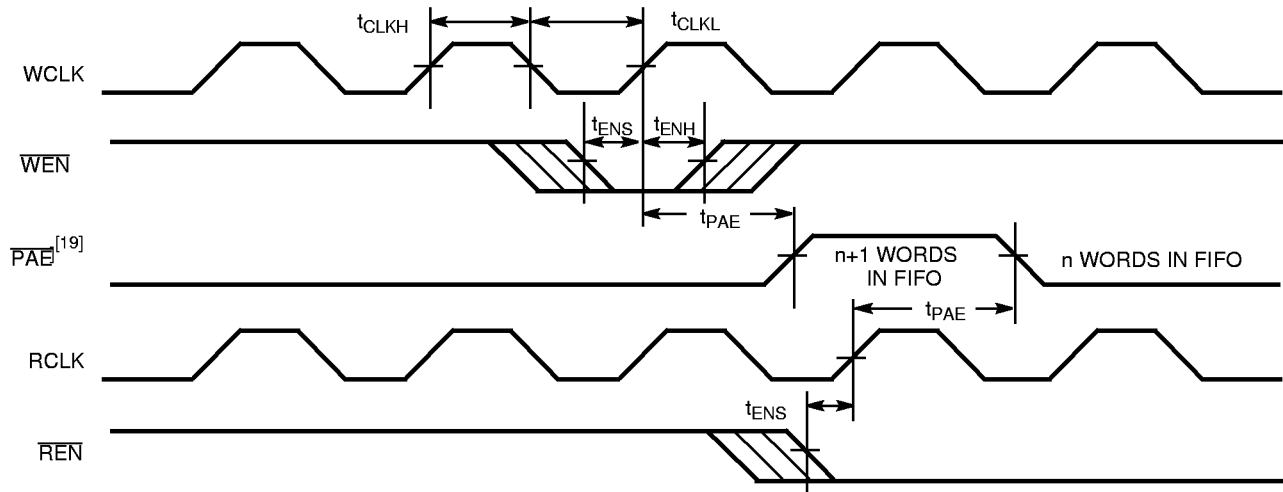 tCLKH
tCLKL
WCLK
tENS
tENH
WEN
tPAE
PAE[19]
n+1 WORDS
IN FIFO
n WORDS IN FIFO
tPAE
RCLK
tENS
REN